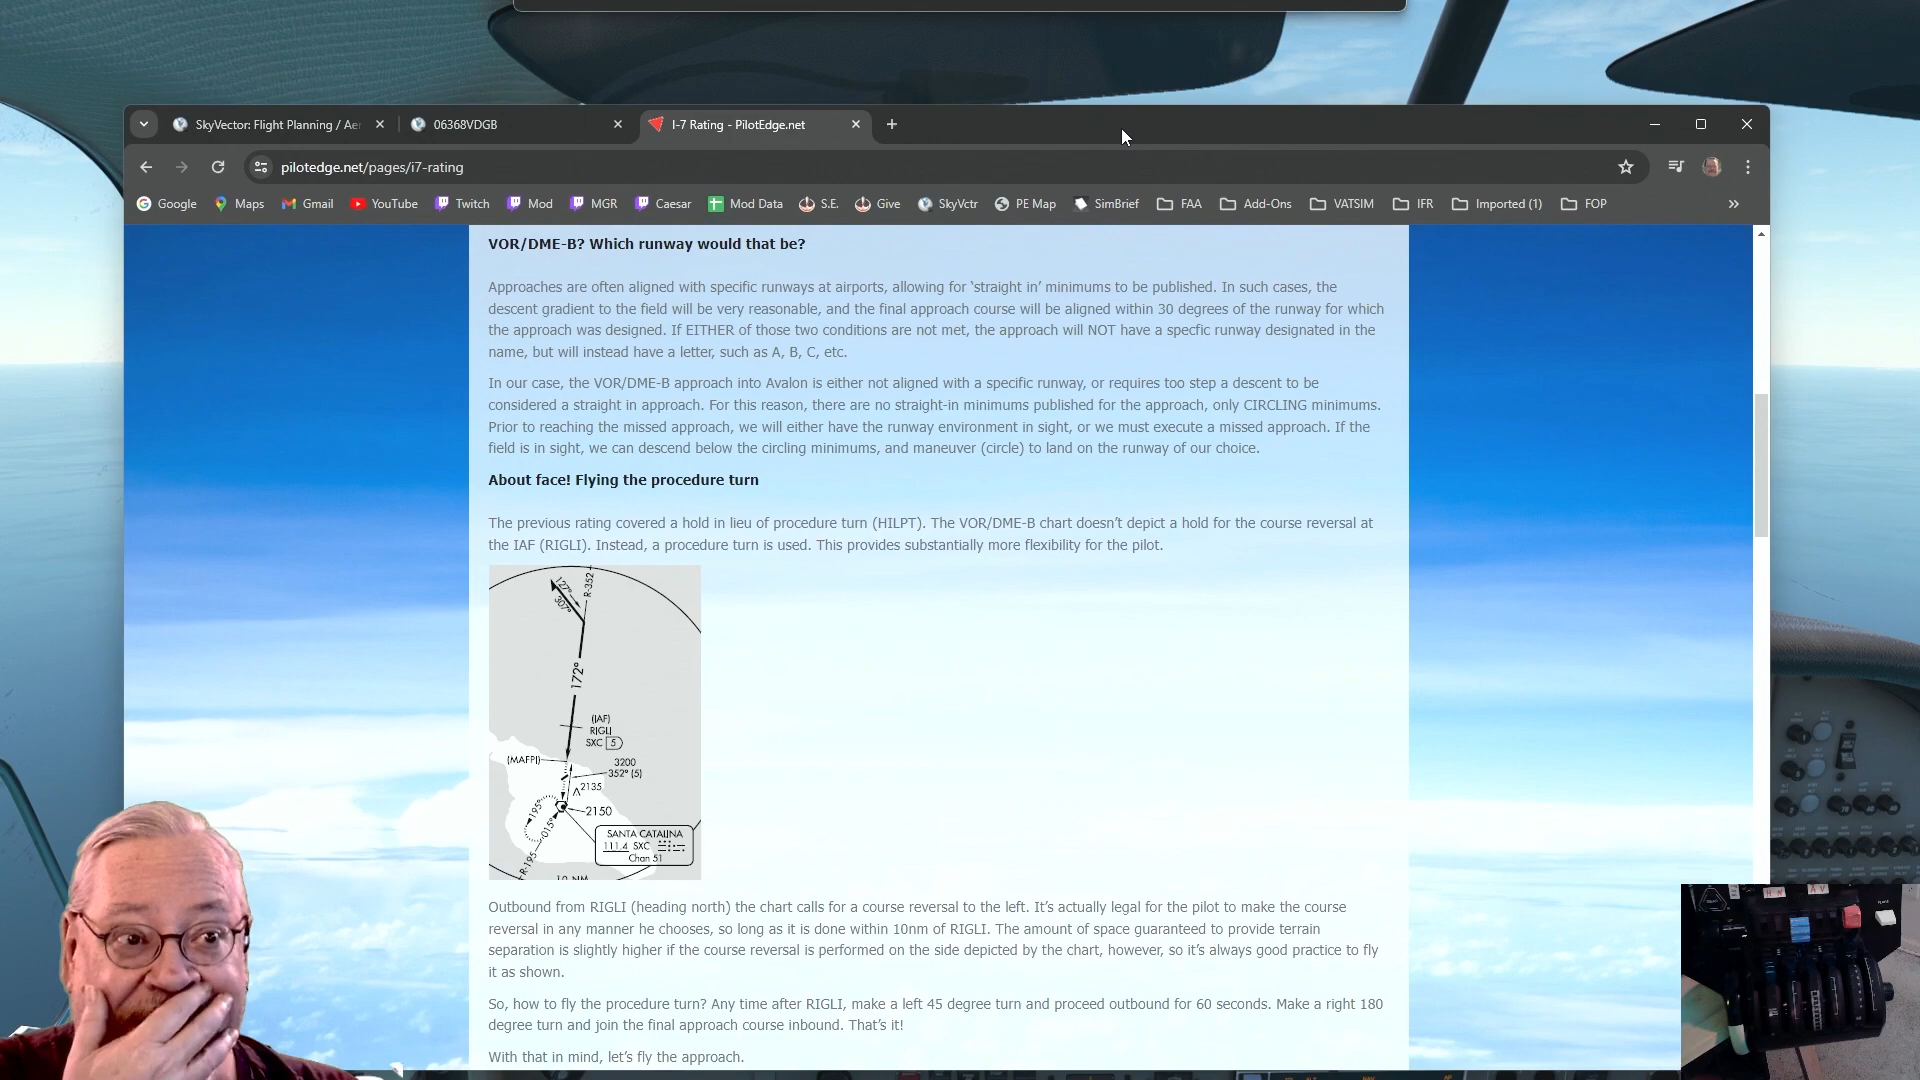 SkyVector: Flight Planning / Aer
06368VDGB
I-7 Rating - PilotEdge.net
pilotedge.net/pages/i7-rating
Google Maps Gmail YouTube Twitch Mod MGR Caesar Mod Data S.E. Give SkyVctr PE Map SimBrief FAA Add-Ons VATSIM IFR Imported (1) FOP
VOR/DME-B? Which runway would that be?
Approaches are often aligned with specific runways at airports, allowing for ‘straight in’ minimums to be published. In such cases, the
descent gradient to the field will be very reasonable, and the final approach course will be aligned within 30 degrees of the runway for which
the approach was designed. If EITHER of those two conditions are not met, the approach will NOT have a specfic runway designated in the
name, but will instead have a letter, such as A, B, C, etc.
In our case, the VOR/DME-B approach into Avalon is either not aligned with a specific runway, or requires too step a descent to be
considered a straight in approach. For this reason, there are no straight-in minimums published for the approach, only CIRCLING minimums.
Prior to reaching the missed approach, we will either have the runway environment in sight, or we must execute a missed approach. If the
field is in sight, we can descend below the circling minimums, and maneuver (circle) to land on the runway of our choice.
About face! Flying the procedure turn
The previous rating covered a hold in lieu of procedure turn (HILPT). The VOR/DME-B chart doesn’t depict a hold for the course reversal at
the IAF (RIGLI). Instead, a procedure turn is used. This provides substantially more flexibility for the pilot.
127°
307°
R-352
172°
(IAF)
RIGLI
SXC 5
(MAFPI)
3200
352° (5)
2135
2150
195°
015°
R-195
SANTA CATALINA
111.4 SXC
Chan 51
10 NM
Outbound from RIGLI (heading north) the chart calls for a course reversal to the left. It’s actually legal for the pilot to make the course
reversal in any manner he chooses, so long as it is done within 10nm of RIGLI. The amount of space guaranteed to provide terrain
separation is slightly higher if the course reversal is performed on the side depicted by the chart, however, so it’s always good practice to fly
it as shown.
So, how to fly the procedure turn? Any time after RIGLI, make a left 45 degree turn and proceed outbound for 60 seconds. Make a right 180
degree turn and join the final approach course inbound. That’s it!
With that in mind, let’s fly the approach.